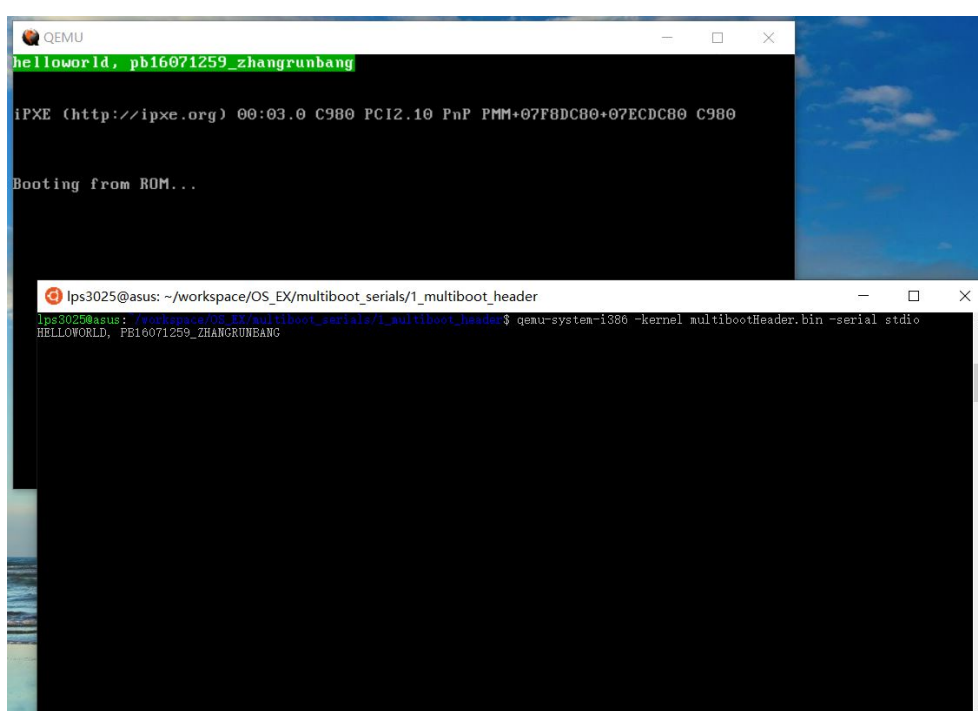 QEMU
helloworld, pb16071259_zhangrunbang
iPXE (http://ipxe.org) 00:03.0 C980 PCI2.10 PnP PMM+07F8DC80+07ECDC80 C980
Booting from ROM...
lps3025@asus: ~/workspace/OS_EX/multiboot_serials/1_multiboot_header
lps3025@asus:~/workspace/OS_EX/multiboot_serials/1_multiboot_header$ qemu-system-i386 -kernel multibootHeader.bin -serial stdio
HELLOWORLD, PB16071259_ZHANGRUNBANG